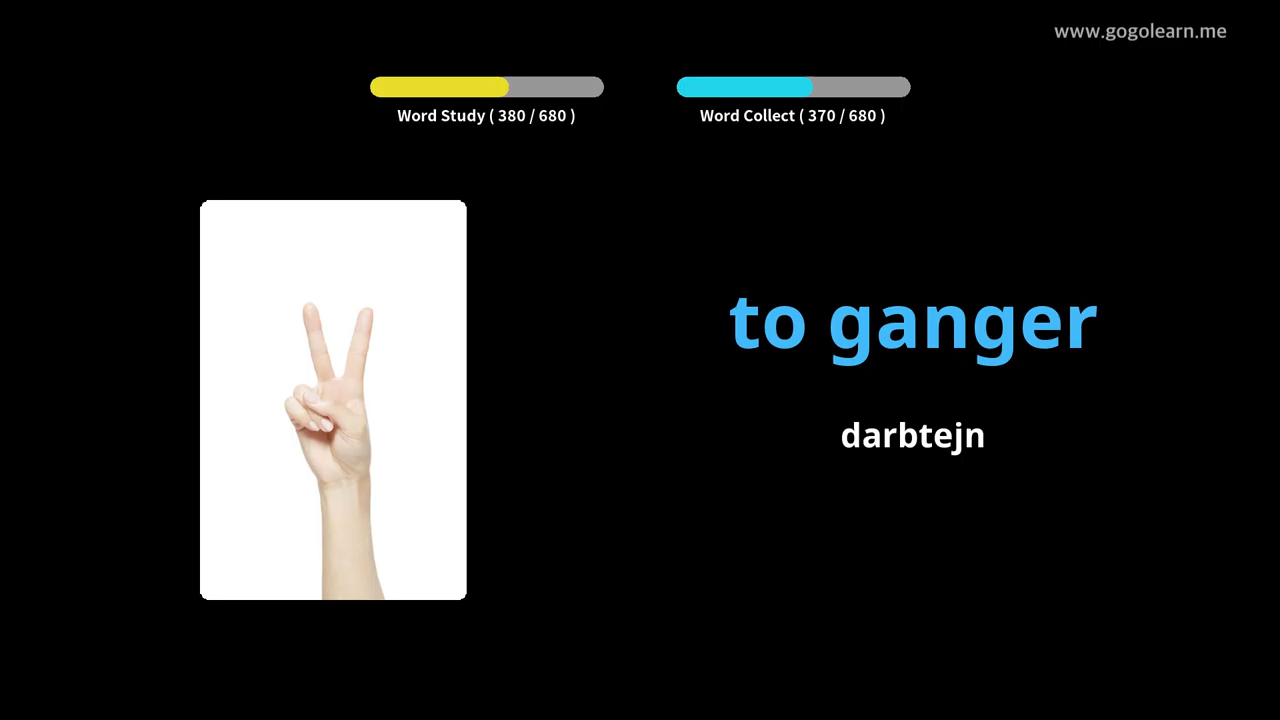 www.gogolearn.me
Word Study ( 380 / 680 )
Word Collect ( 370 / 680 )
to ganger
darbtejn